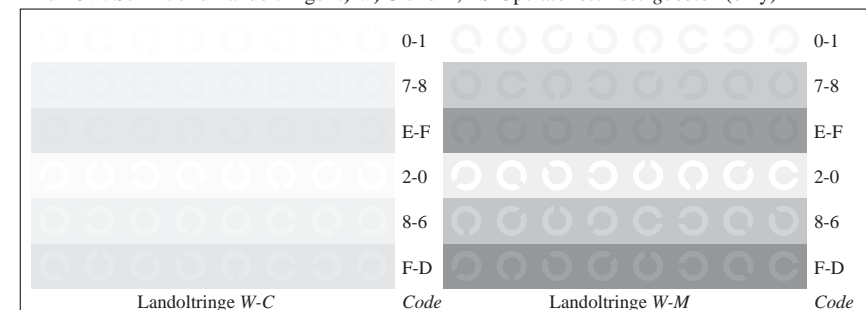 0-1 0-1
7-8 7-8
E-F E-F
2-0 2-0
8-6 8-6
F-D F-D
Landoltringe W-C Code Landoltringe W-M Code